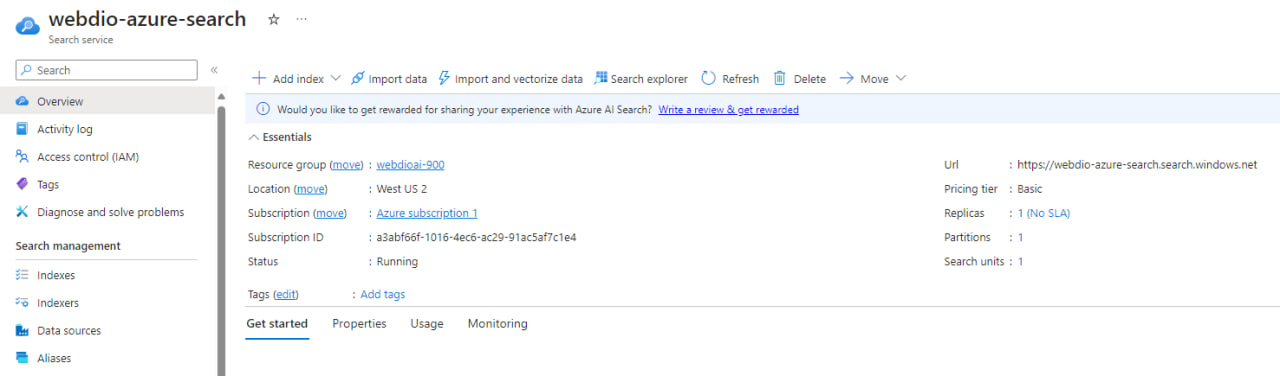 webdio-azure-search
Search service
Search
Overview
Activity log
Access control (IAM)
Tags
Diagnose and solve problems
Search management
Indexes
Indexers
Data sources
Aliases
Add index Import data Import and vectorize data Search explorer Refresh Delete Move
Would you like to get rewarded for sharing your experience with Azure AI Search? Write a review & get rewarded
Essentials
Resource group (move) : webdioai-900
Location (move) : West US 2
Subscription (move) : Azure subscription 1
Subscription ID : a3abf66f-1016-4ec6-ac29-91ac5af7c1e4
Status : Running
Url : https://webdio-azure-search.search.windows.net
Pricing tier : Basic
Replicas : 1 (No SLA)
Partitions : 1
Search units : 1
Tags (edit) : Add tags
Get started Properties Usage Monitoring